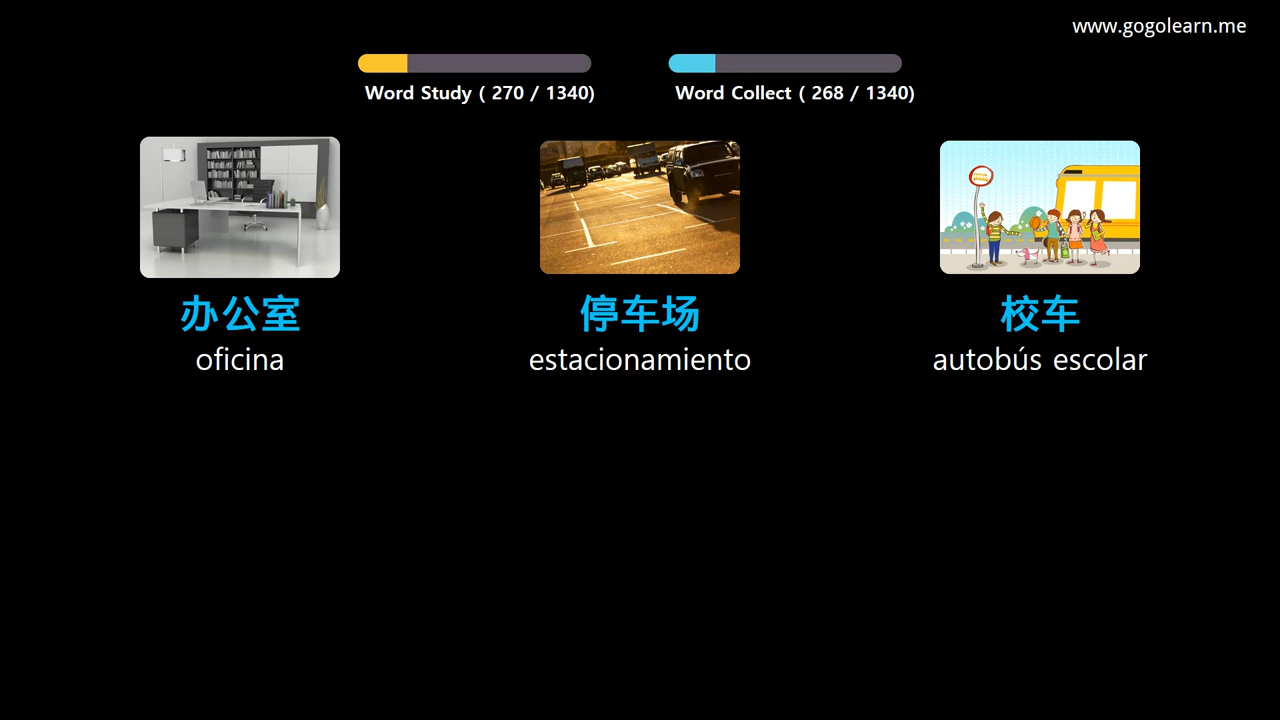 www.gogolearn.me
Word Study ( 270 / 1340)
Word Collect ( 268 / 1340)
办公室
oficina
停车场
estacionamiento
校车
autobús escolar